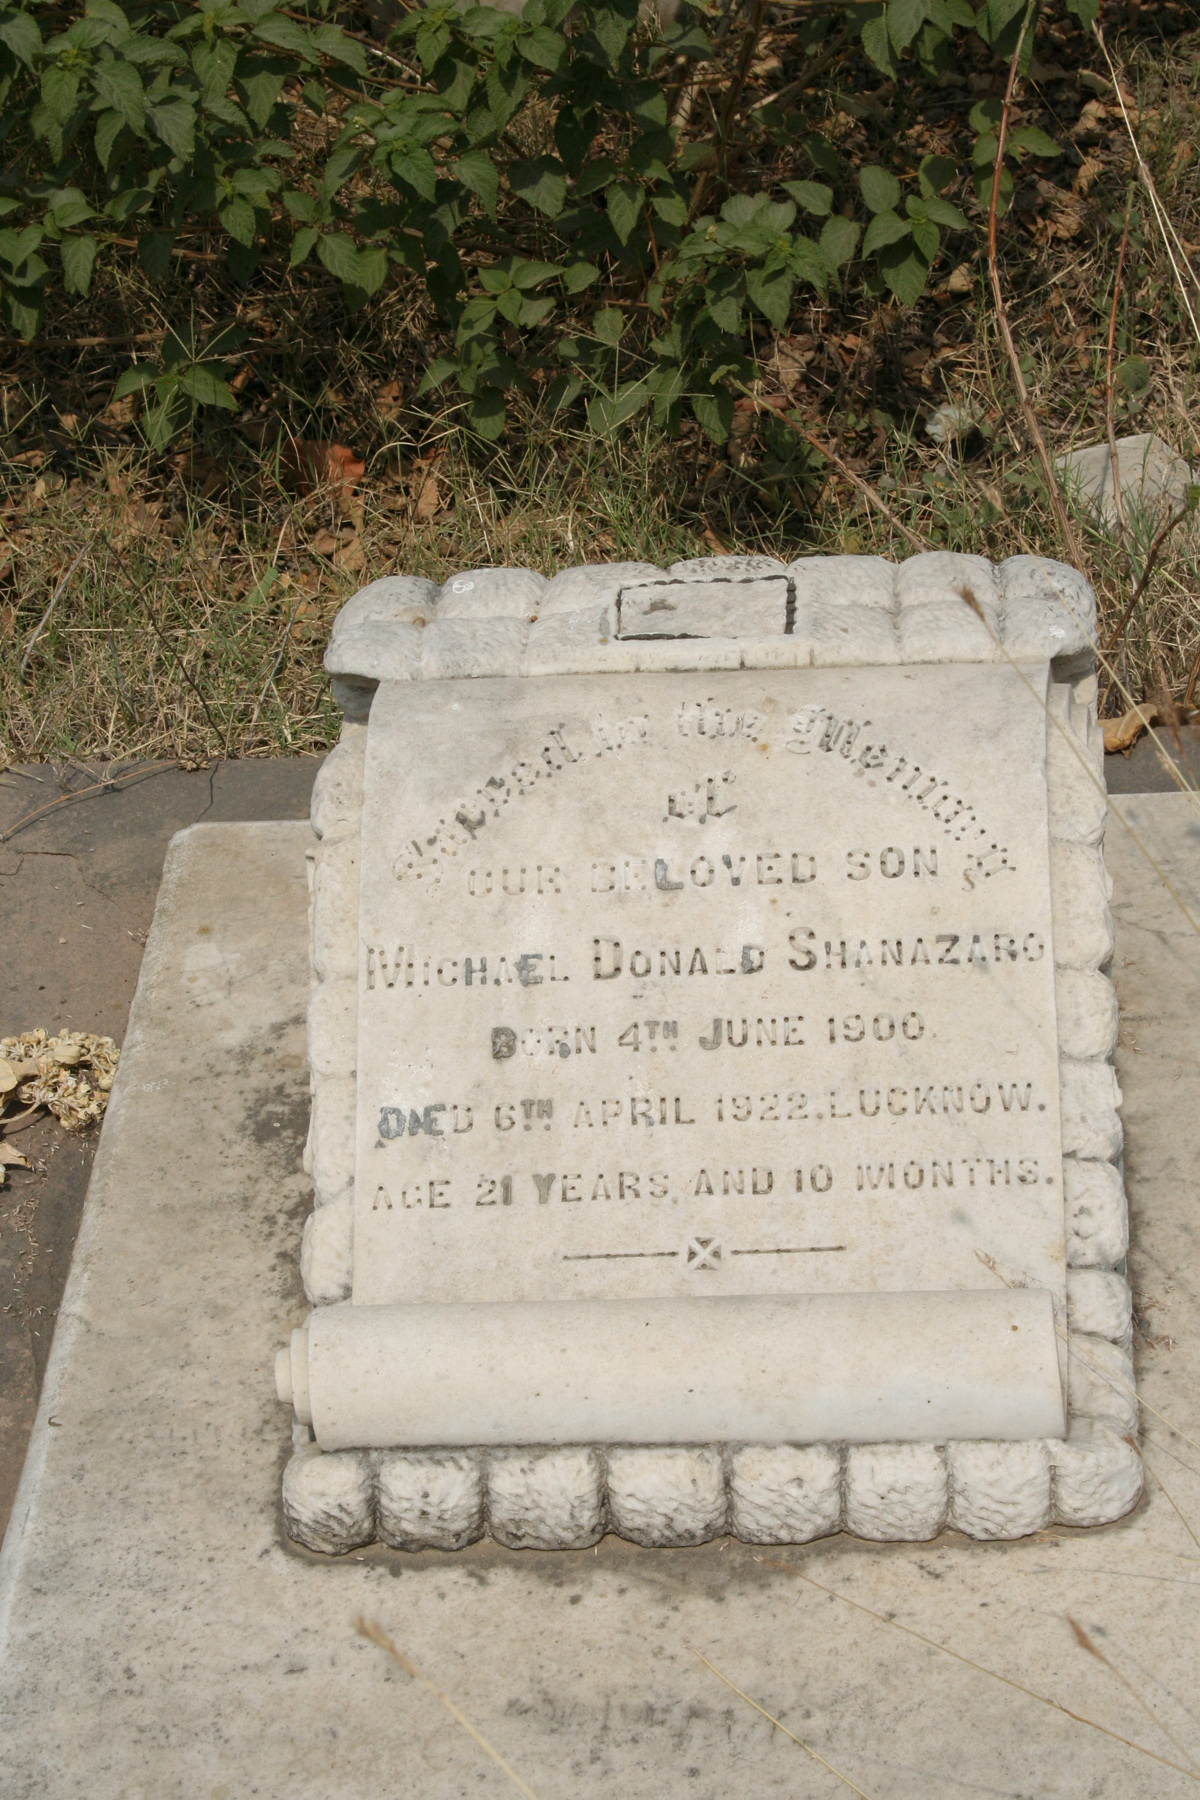 Sacred in the Memory
of
OUR BELOVED SON
MICHAEL DONALD SHANAZARO
BORN 4TH JUNE 1900.
DIED 6TH APRIL 1922. LUCKNOW.
AGE 21 YEARS, AND 10 MONTHS.